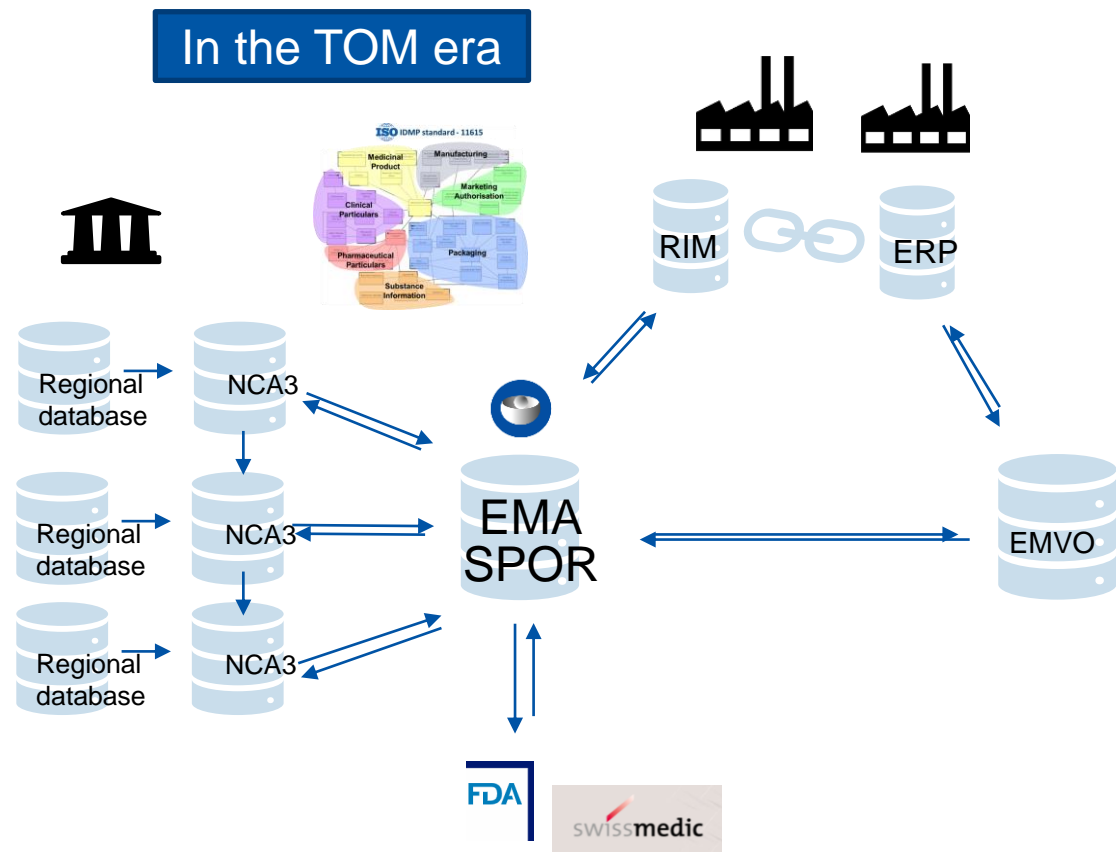 In the TOM era
ISO IDMP standard - 11615
Medicinal
Product
Manufacturing
Marketing
Authorisation
Clinical
Particulars
Pharmaceutical
Particulars
Packaging
Substance
Information
RIM
ERP
Regional
database
NCA3
Regional
database
NCA3
EMA
SPOR
EMVO
Regional
database
NCA3
FDA
swissmedic